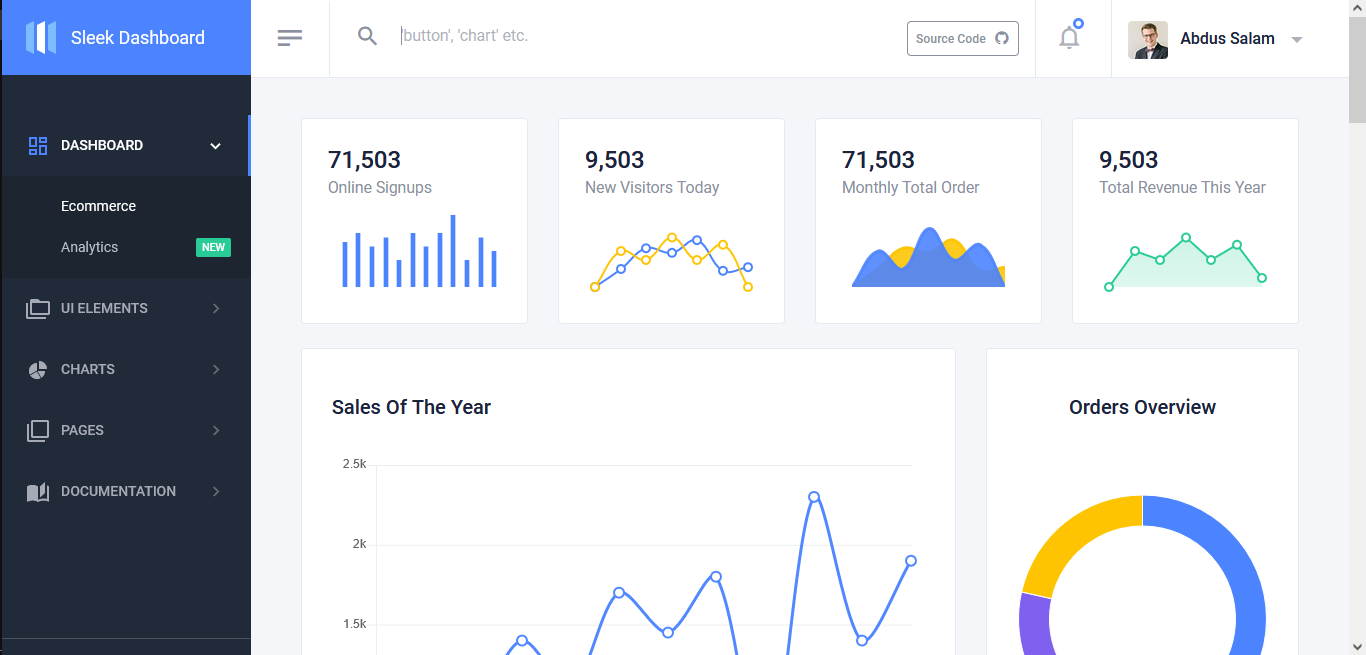 Sleek Dashboard
'button', 'chart' etc.
Source Code
Abdus Salam
DASHBOARD
Ecommerce
Analytics
NEW
UI ELEMENTS
CHARTS
PAGES
DOCUMENTATION
71,503
Online Signups
9,503
New Visitors Today
71,503
Monthly Total Order
9,503
Total Revenue This Year
Sales Of The Year
2.5k
2k
1.5k
Orders Overview